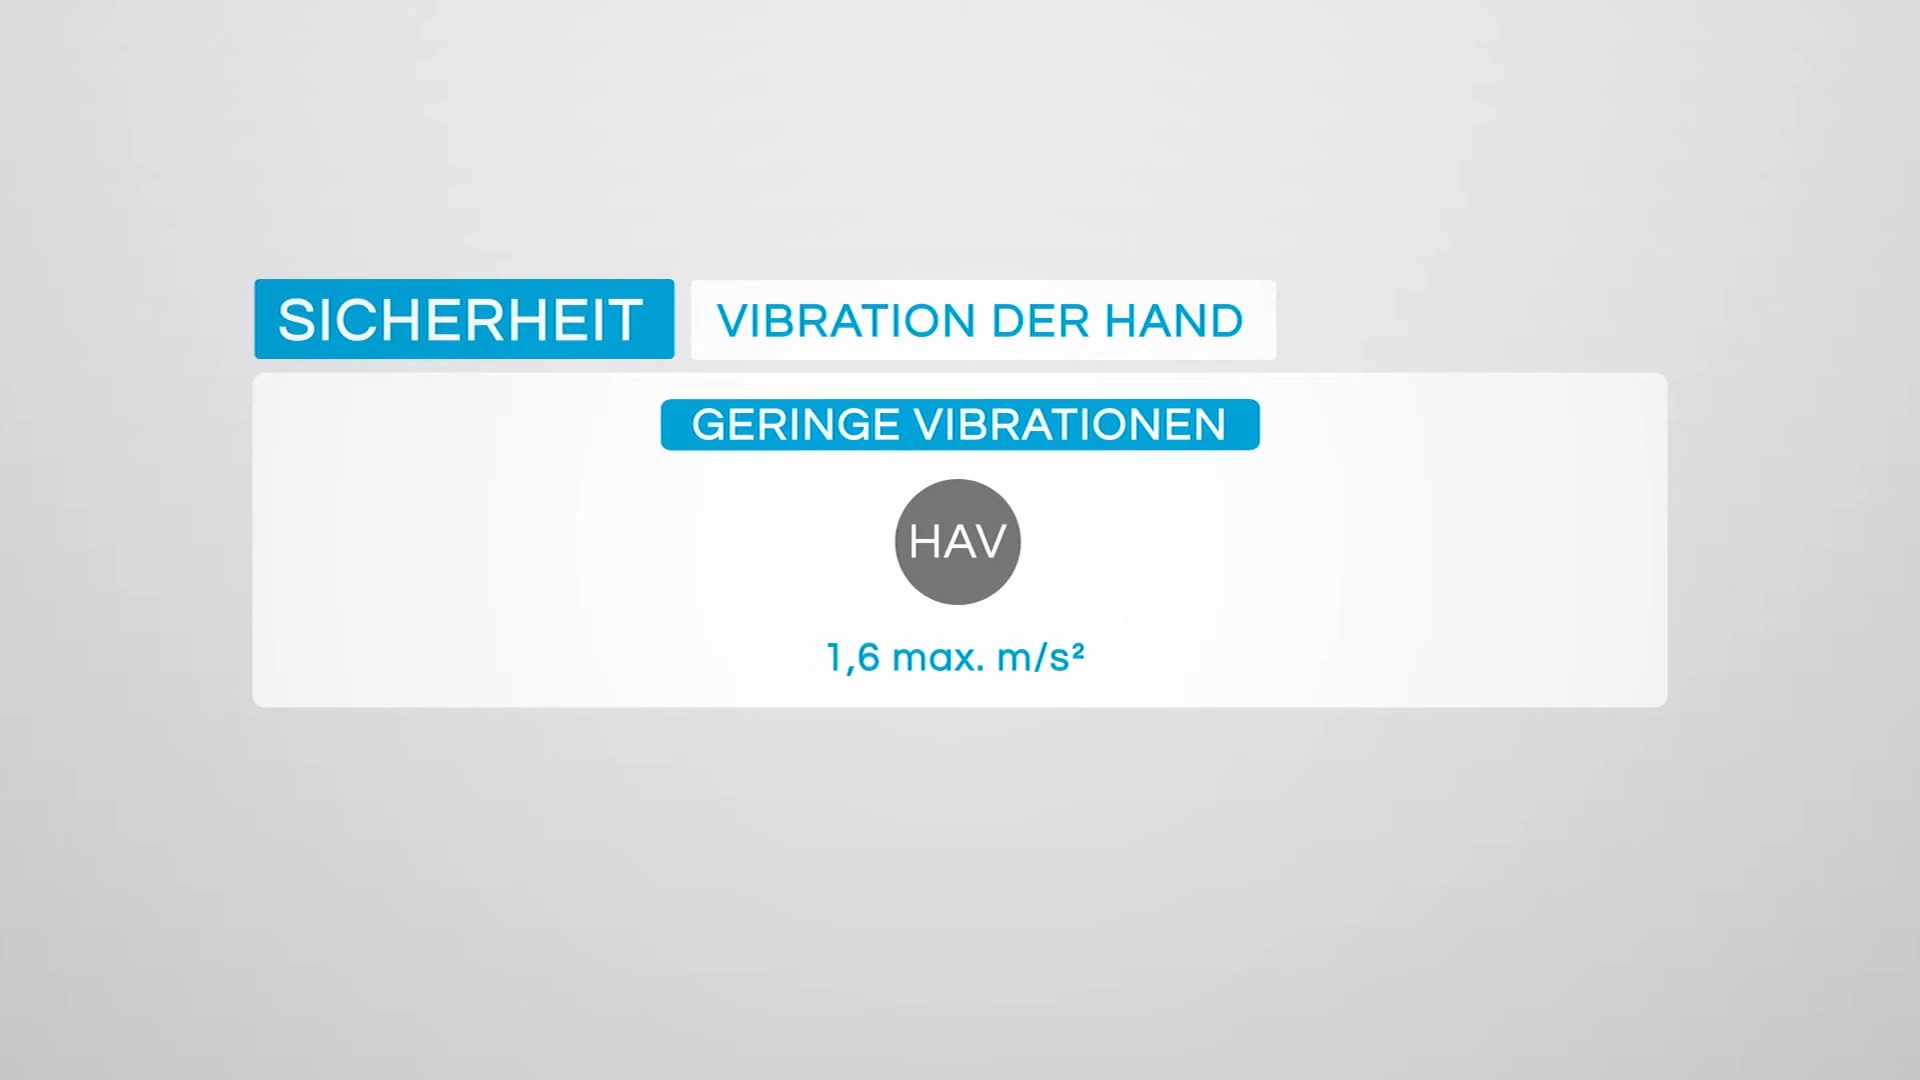 SICHERHEIT
VIBRATION DER HAND
GERINGE VIBRATIONEN
HAV
1,6 max. m/s²